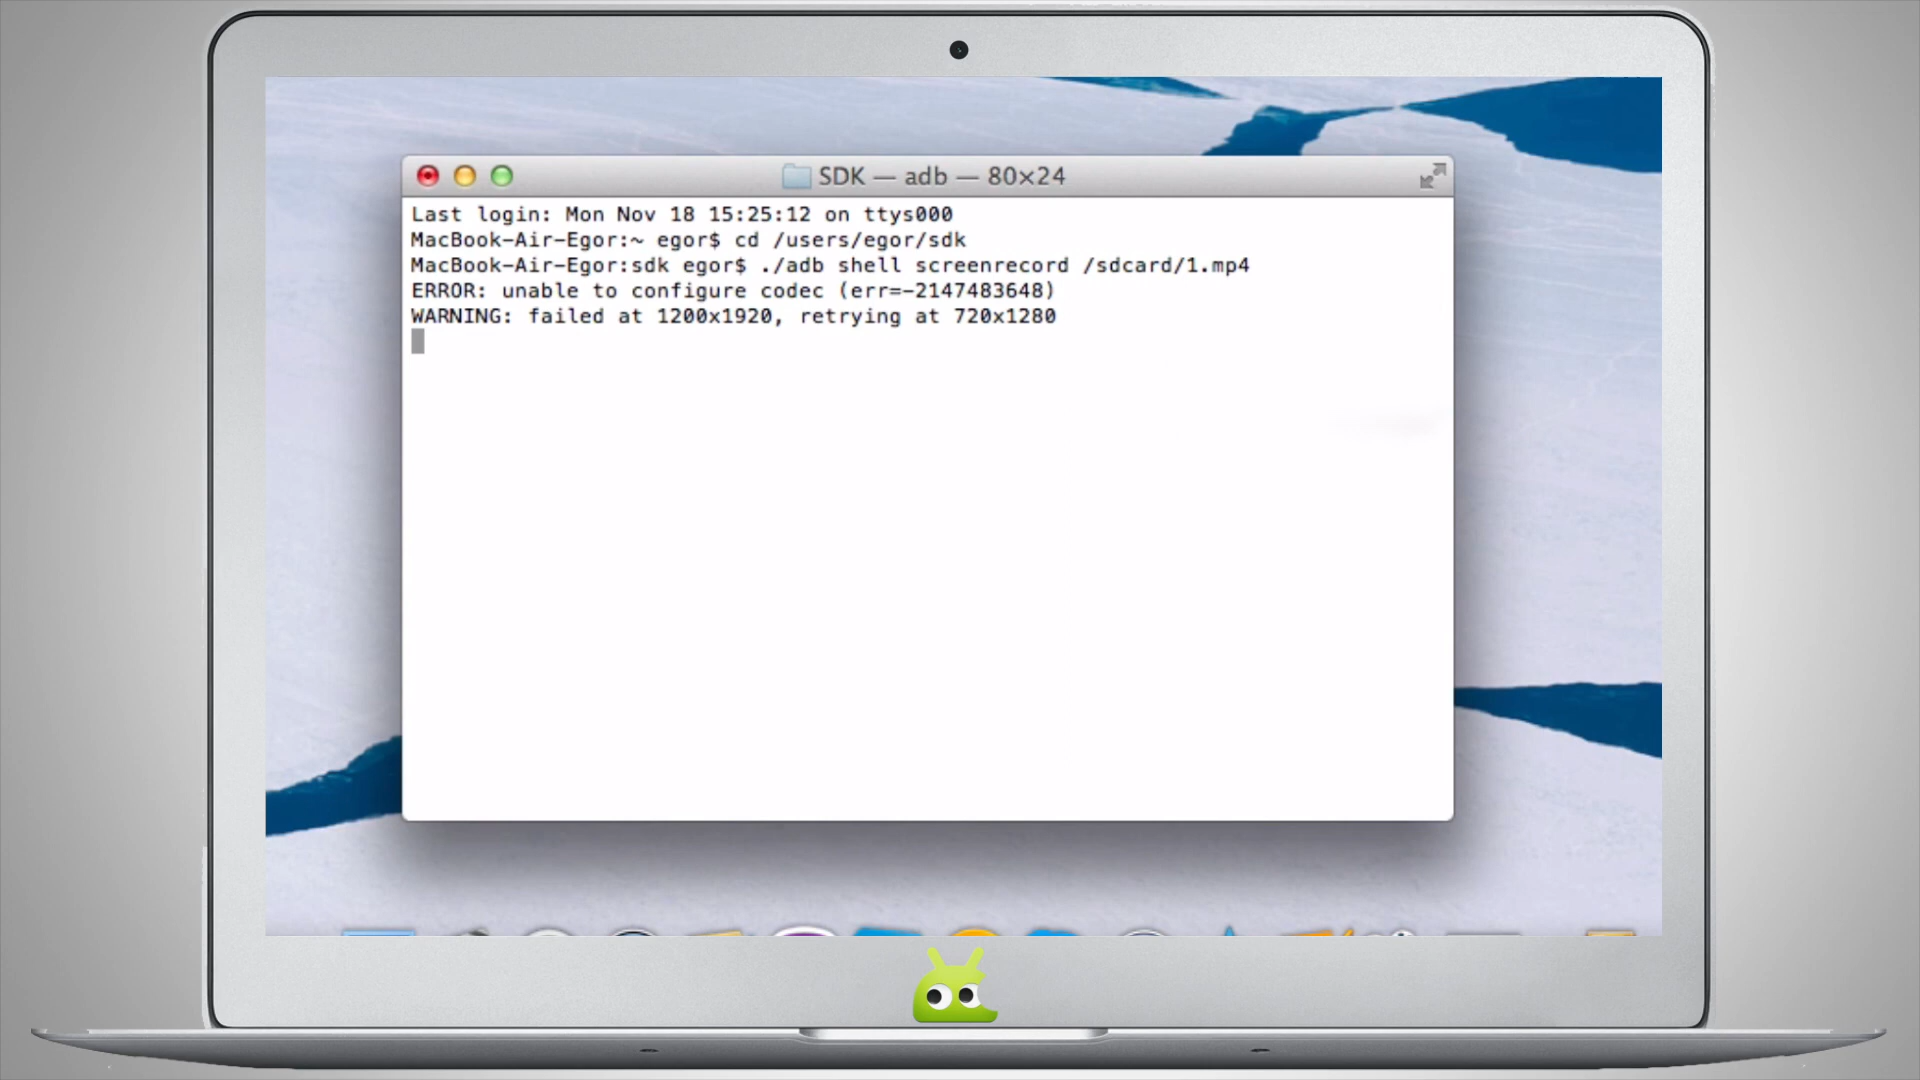 SDK — adb — 80×24
Last login: Mon Nov 18 15:25:12 on ttys000
MacBook-Air-Egor:~ egor$ cd /users/egor/sdk
MacBook-Air-Egor:sdk egor$ ./adb shell screenrecord /sdcard/1.mp4
ERROR: unable to configure codec (err=-2147483648)
WARNING: failed at 1200x1920, retrying at 720x1280